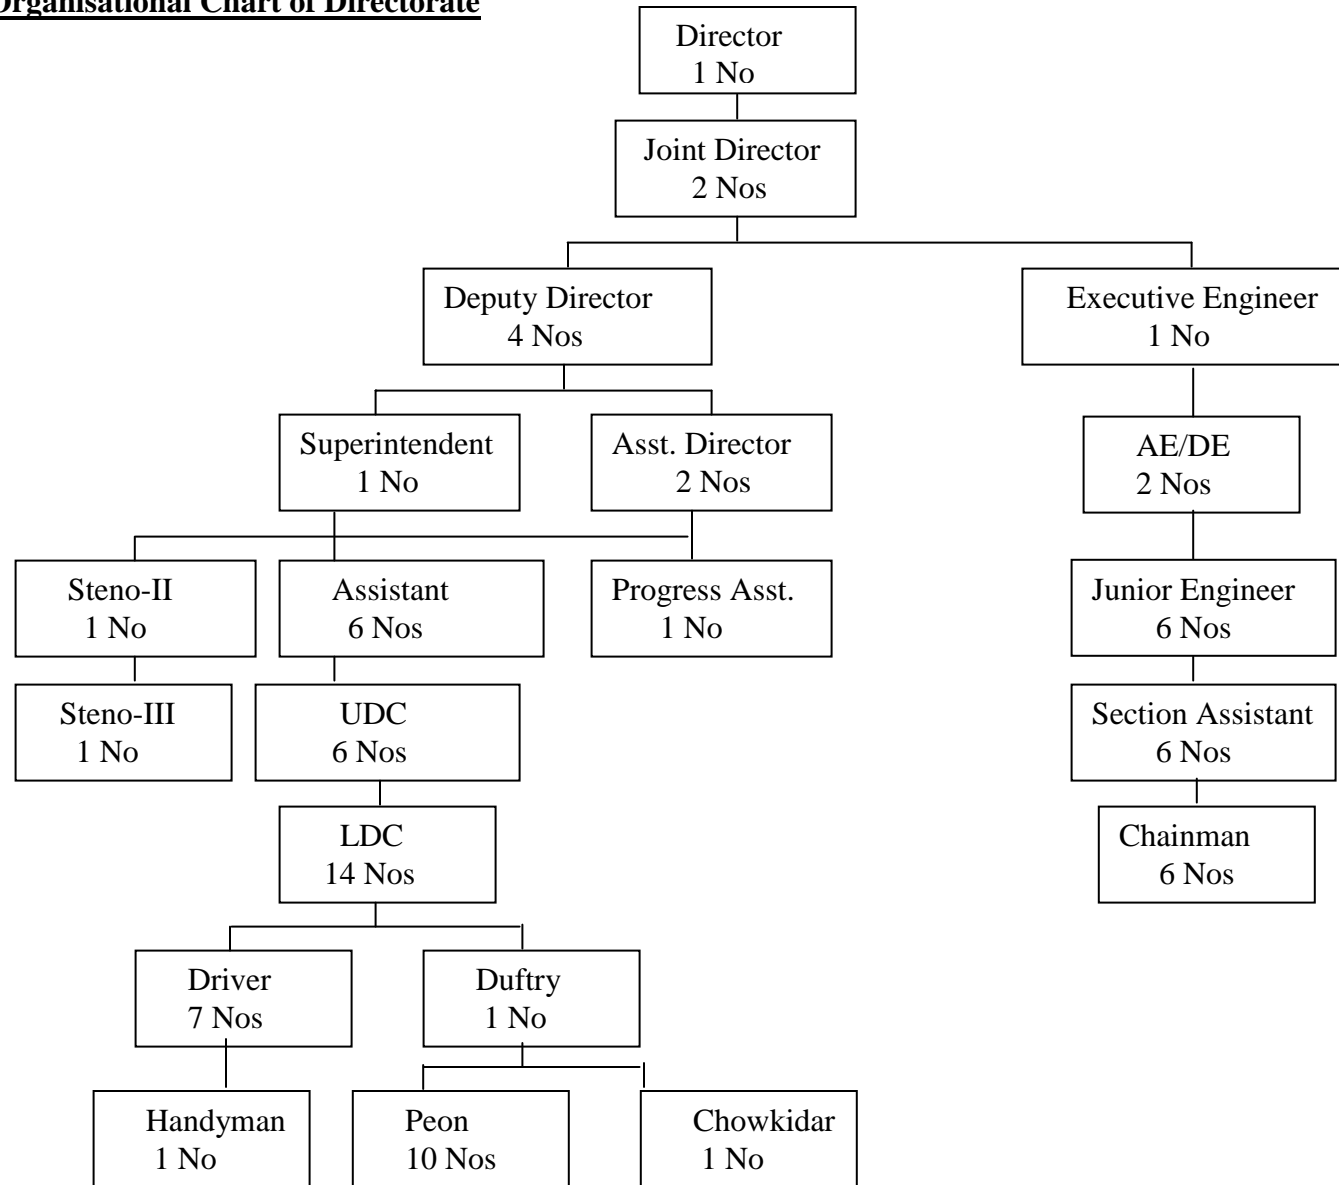 Organisational Chart of Directorate
Director
1 No
Joint Director
2 Nos
Deputy Director
4 Nos
Executive Engineer
1 No
Superintendent
1 No
Asst. Director
2 Nos
AE/DE
2 Nos
Steno-II
1 No
Assistant
6 Nos
Progress Asst.
1 No
Junior Engineer
6 Nos
Steno-III
1 No
UDC
6 Nos
Section Assistant
6 Nos
LDC
14 Nos
Chainman
6 Nos
Driver
7 Nos
Duftry
1 No
Handyman
1 No
Peon
10 Nos
Chowkidar
1 No